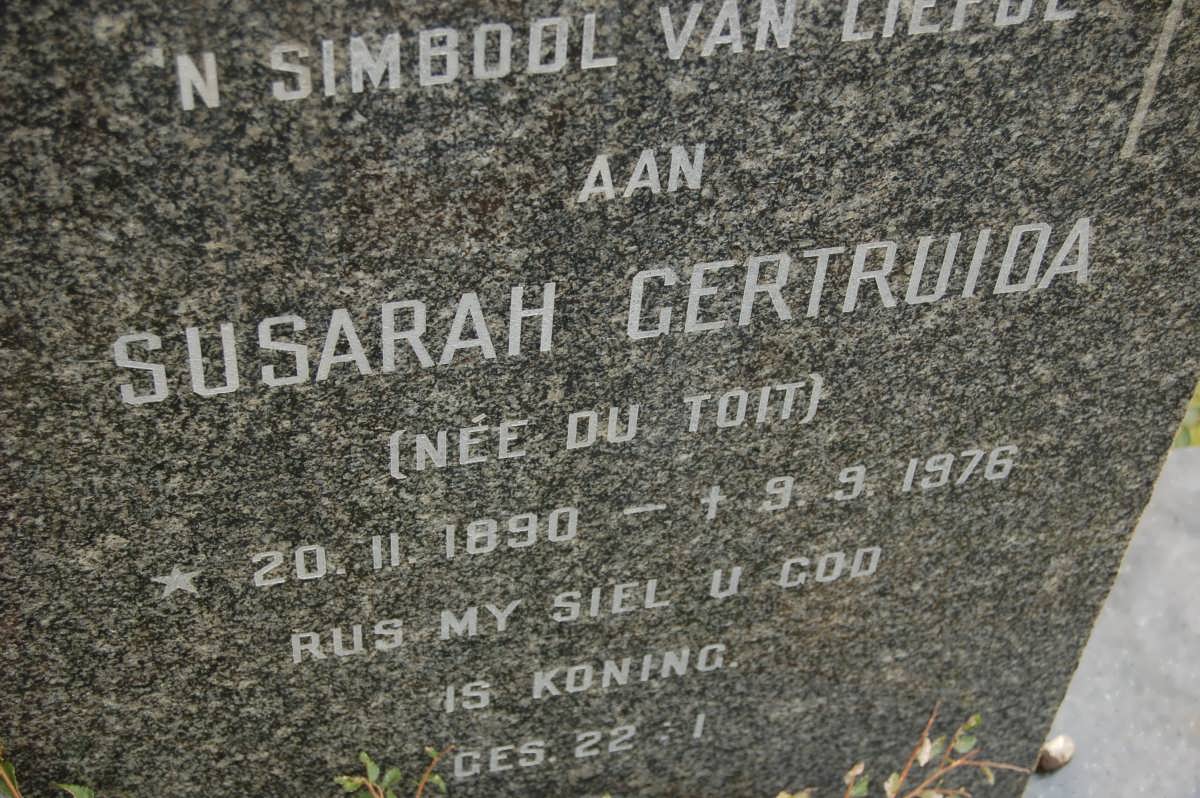 'N SIMBOOL VAN LIEFDE
AAN
SUSARAH GERTRUIDA
(NÉE DU TOIT)
★ 20. 11. 1890 — † 9. 9. 1976
RUS MY SIEL U GOD
IS KONING.
GES. 22 : 1